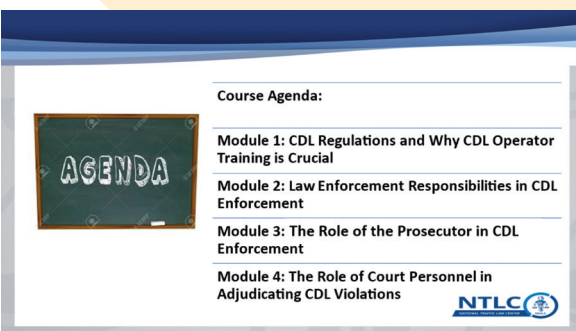 Course Agenda:
AGENDA
Module 1: CDL Regulations and Why CDL Operator
Training is Crucial
Module 2: Law Enforcement Responsibilities in CDL
Enforcement
Module 3: The Role of the Prosecutor in CDL
Enforcement
Module 4: The Role of Court Personnel in
Adjudicating CDL Violations
NTLC
NATIONAL TRAFFIC LAW CENTER